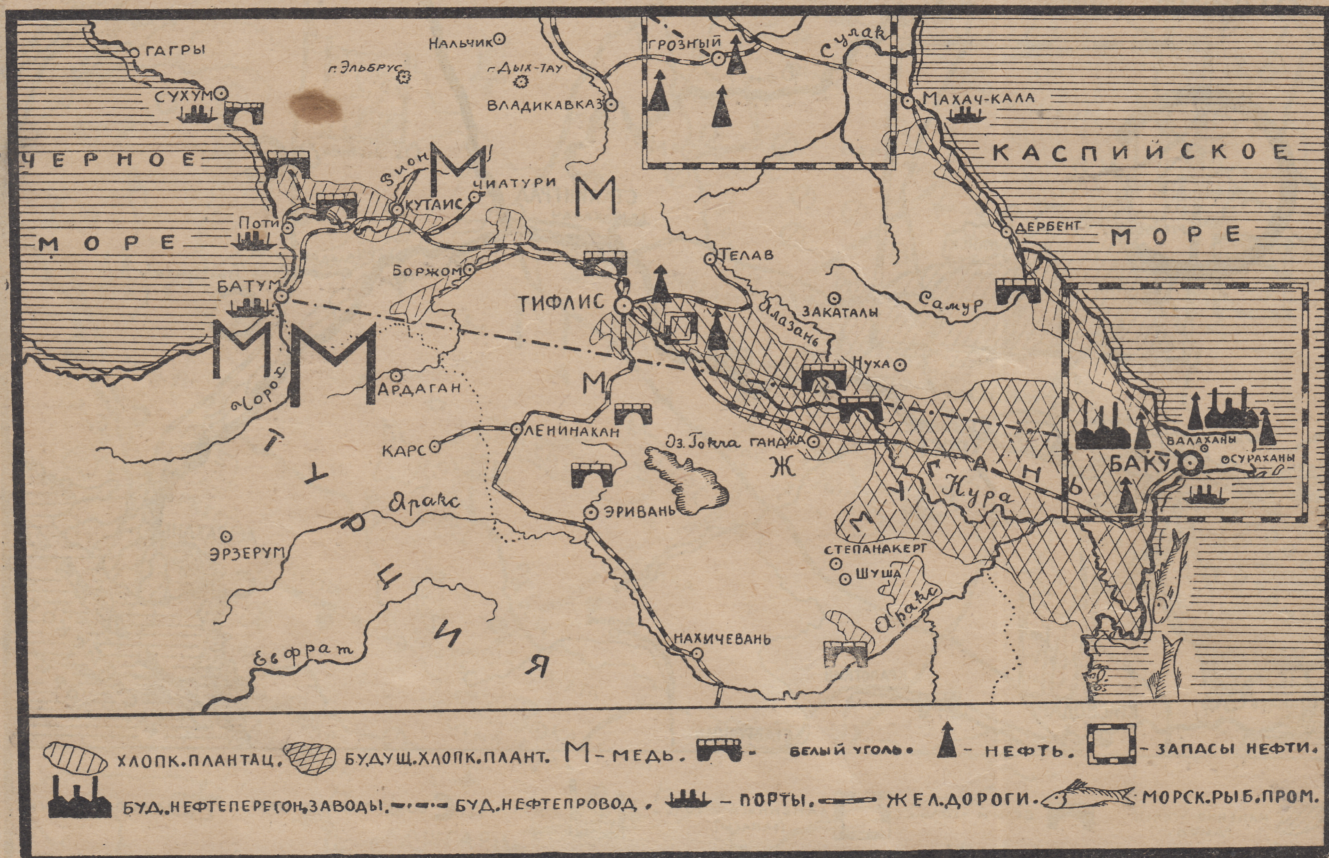 ГАГРЫ
НАЛЬЧИК
ГРОЗНЫЙ
Сулак
г. ЭЛЬБРУС
г. ДЫХ-ТАУ
СУХУМ
ВЛАДИКАВКАЗ
МАХАЧ-КАЛА
ЧЕРНОЕ
МОРЕ
КАСПИЙСКОЕ
МОРЕ
Рион
М
ЧИАТУРИ
М
КУТАИС
ПОТИ
ДЕРБЕНТ
БОРЖОМ
ТЕЛАВ
БАТУМ
ТИФЛИС
Алазань
ЗАКАТАЛЫ
Самур
М
М
Чорох
АРДАГАН
М
НУХА
ЛЕНИНАКАН
КАРС
Оз. Гокча
ГАНДЖА
ВАЛАХАНЫ
СУРАХАНЫ
БАКУ
МУГАНЬ
Ж
Кура
Аракс
ЭРИВАНЬ
ЭРЗЕРУМ
СТЕПАНАКЕРТ
ШУША
Аракс
НАХИЧЕВАНЬ
Евфрат
ТУРЦИЯ
ХЛОПК. ПЛАНТАЦ. БУДУЩ. ХЛОПК. ПЛАНТ. М - МЕДЬ. - БЕЛЫЙ УГОЛЬ. - НЕФТЬ. - ЗАПАСЫ НЕФТИ.
БУД. НЕФТЕПЕРЕГОН. ЗАВОДЫ. БУД. НЕФТЕПРОВОД. - ПОРТЫ. ЖЕЛ. ДОРОГИ. МОРСК. РЫБ. ПРОМ.